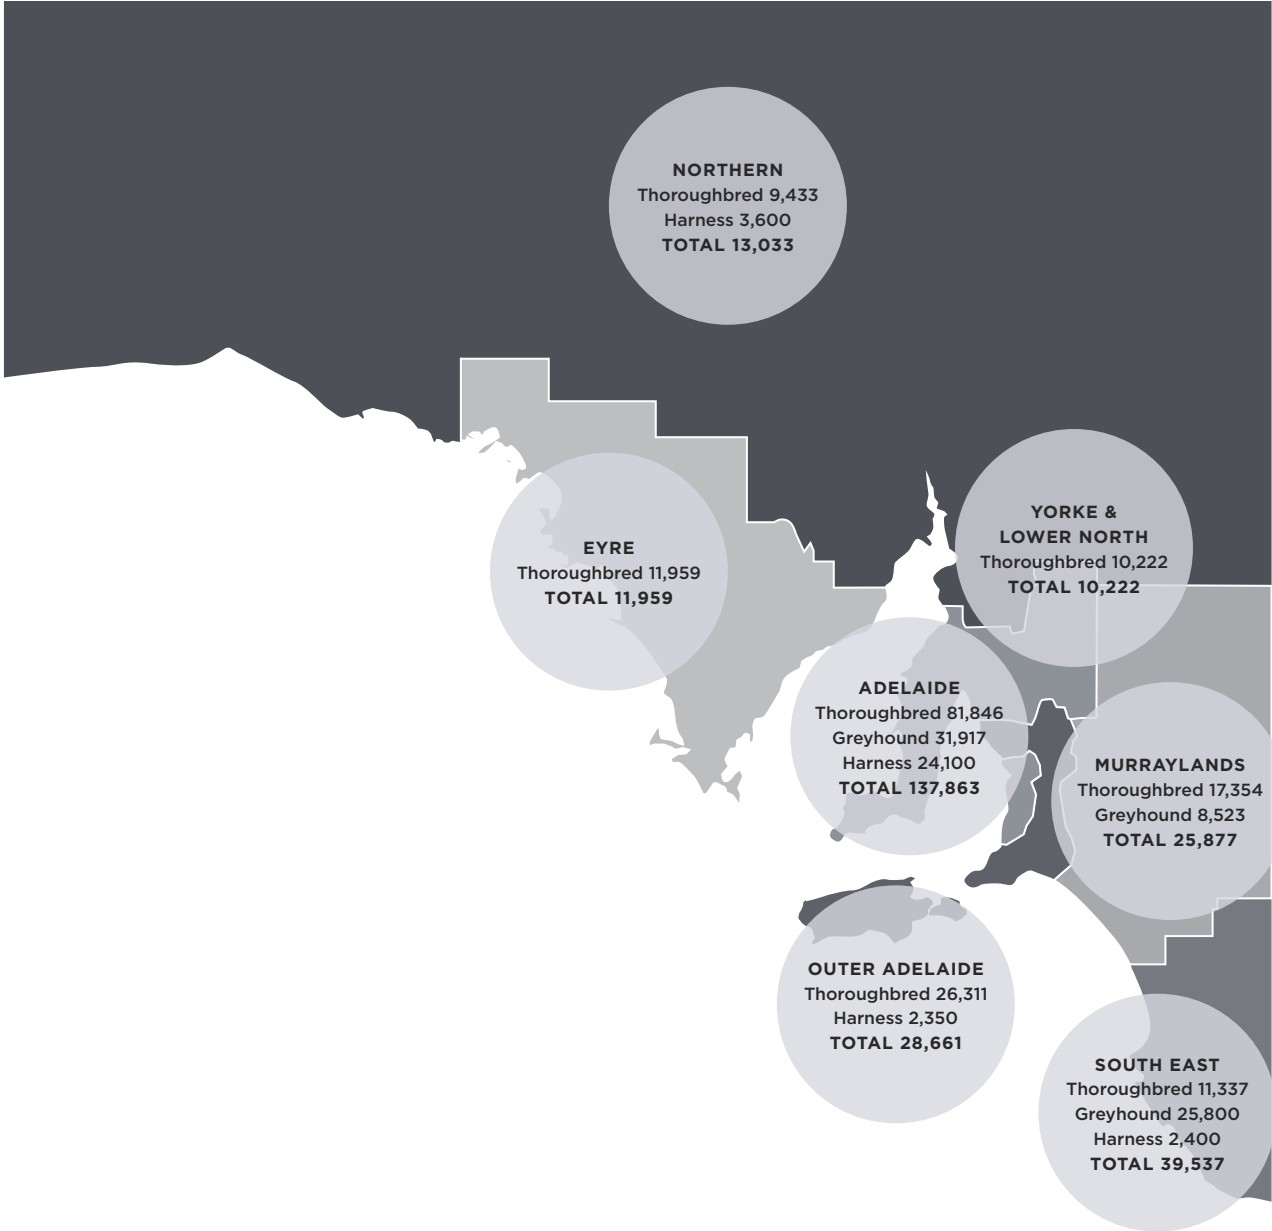 NORTHERN
Thoroughbred 9,433
Harness 3,600
TOTAL 13,033
EYRE
Thoroughbred 11,959
TOTAL 11,959
YORKE &
LOWER NORTH
Thoroughbred 10,222
TOTAL 10,222
ADELAIDE
Thoroughbred 81,846
Greyhound 31,917
Harness 24,100
TOTAL 137,863
MURRAYLANDS
Thoroughbred 17,354
Greyhound 8,523
TOTAL 25,877
OUTER ADELAIDE
Thoroughbred 26,311
Harness 2,350
TOTAL 28,661
SOUTH EAST
Thoroughbred 11,337
Greyhound 25,800
Harness 2,400
TOTAL 39,537